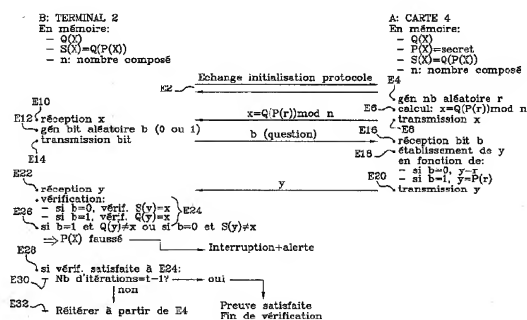 B: TERMINAL 2
En mémoire:
- Q(X)
- S(X)=Q(P(X))
- n: nombre composé
A: CARTE 4
En mémoire:
- Q(X)
- P(X)=secret
- S(X)=Q(P(X))
- n: nombre composé
Echange initialisation protocole
E2
E4
gén nb aléatoire r
E6
calcul: x=Q(P(r))mod n
E10
E12
réception x
x=Q(P(r))mod n
transmission x
E8
gén bit aléatoire b (0 ou 1)
E14
transmission bit
b (question)
E16
réception bit b
E18
établissement de y
en fonction de:
- si b=0, y=r
- si b=1, y=P(r)
E20
transmission y
y
E22
réception y
vérification:
- si b=0, vérif. S(y)=x
- si b=1, vérif. Q(y)=x
E24
E26
si b=1 et Q(y)≠x ou si b=0 et S(y)≠x
⇒ P(X) faussé
Interruption+alerte
E28
si vérif. satisfaite à E24:
E30
Nb d'itérations=t-1?
oui
non
Preuve satisfaite
Fin de vérification
E32
Réitérer à partir de E4